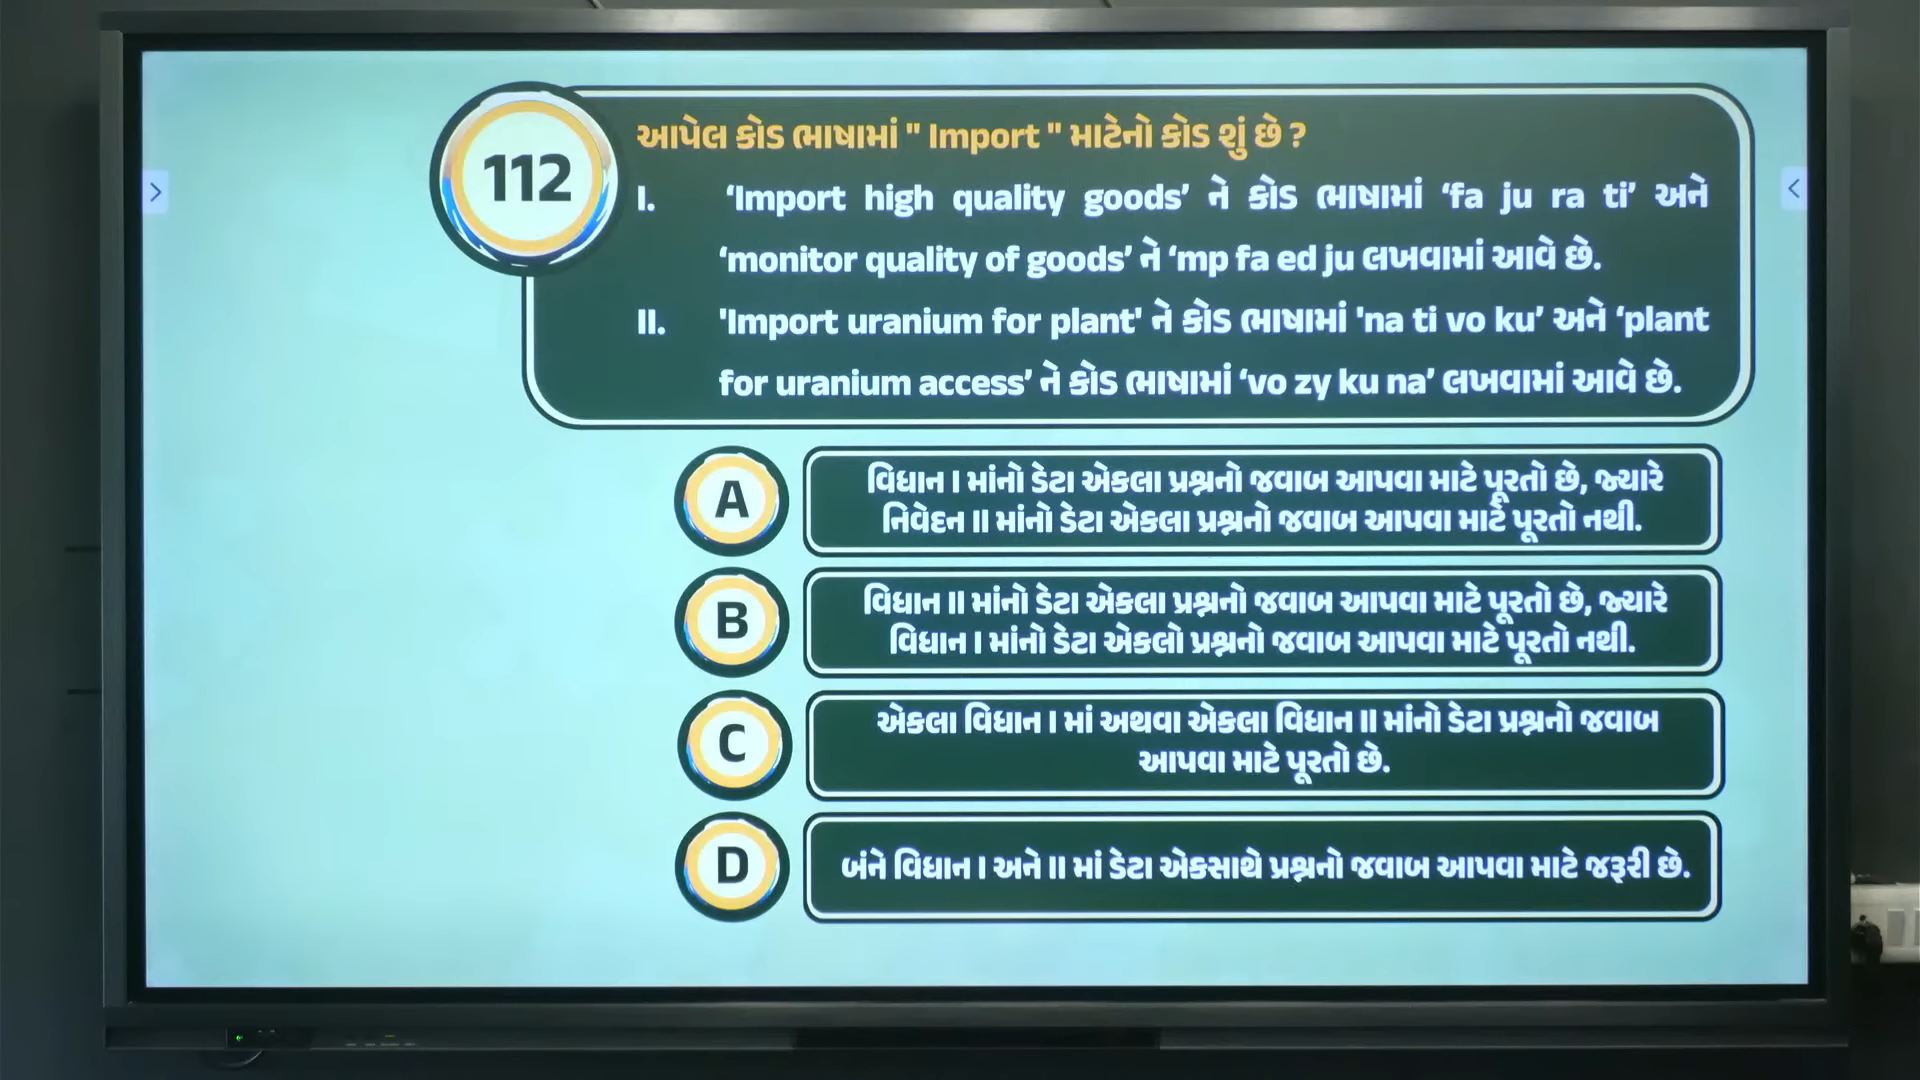 112
આપેલ કોડ ભાષામાં " Import " માટેનો કોડ શું છે ?
I. ‘Import high quality goods’ ને કોડ ભાષામાં ‘fa ju ra ti’ અને
‘monitor quality of goods’ ને ‘mp fa ed ju લખવામાં આવે છે.
II. 'Import uranium for plant' ને કોડ ભાષામાં 'na ti vo ku’ અને ‘plant
for uranium access’ ને કોડ ભાષામાં ‘vo zy ku na’ લખવામાં આવે છે.
A
વિધાન I માંનો ડેટા એકલા પ્રશ્નનો જવાબ આપવા માટે પૂરતો છે, જ્યારે
નિવેદન II માંનો ડેટા એકલા પ્રશ્નનો જવાબ આપવા માટે પૂરતો નથી.
B
વિધાન II માંનો ડેટા એકલા પ્રશ્નનો જવાબ આપવા માટે પૂરતો છે, જ્યારે
વિધાન I માંનો ડેટા એકલો પ્રશ્નનો જવાબ આપવા માટે પૂરતો નથી.
C
એકલા વિધાન I માં અથવા એકલા વિધાન II માંનો ડેટા પ્રશ્નનો જવાબ
આપવા માટે પૂરતો છે.
D
બંને વિધાન I અને II માં ડેટા એકસાથે પ્રશ્નનો જવાબ આપવા માટે જરૂરી છે.